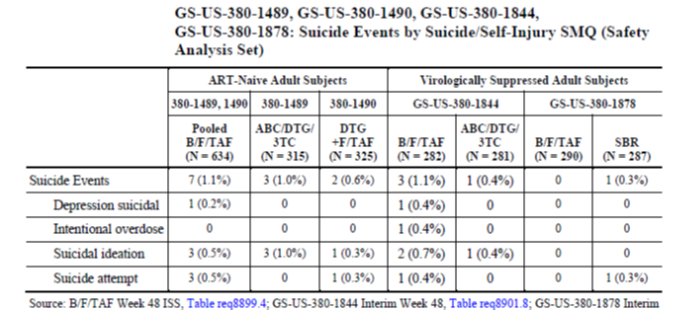 GS-US-380-1489, GS-US-380-1490, GS-US-380-1844,
GS-US-380-1878: Suicide Events by Suicide/Self-Injury SMQ (Safety
Analysis Set)
ART-Naive Adult Subjects Virologically Suppressed Adult Subjects
380-1489, 1490 380-1489 380-1490 GS-US-380-1844 GS-US-380-1878
Pooled ABC/DTG/ DTG ABC/DTG/
B/F/TAF 3TC +F/TAF B/F/TAF 3TC B/F/TAF SBR
(N = 634) (N = 315) (N = 325) (N = 282) (N = 281) (N = 290) (N = 287)
Suicide Events 7 (1.1%) 3 (1.0%) 2 (0.6%) 3 (1.1%) 1 (0.4%) 0 1 (0.3%)
Depression suicidal 1 (0.2%) 0 0 1 (0.4%) 0 0 0
Intentional overdose 0 0 0 1 (0.4%) 0 0 0
Suicidal ideation 3 (0.5%) 3 (1.0%) 1 (0.3%) 2 (0.7%) 1 (0.4%) 0 0
Suicide attempt 3 (0.5%) 0 1 (0.3%) 1 (0.4%) 0 0 1 (0.3%)
Source: B/F/TAF Week 48 ISS, Table req8899.4; GS-US-380-1844 Interim Week 48, Table req8901.8; GS-US-380-1878 Interim